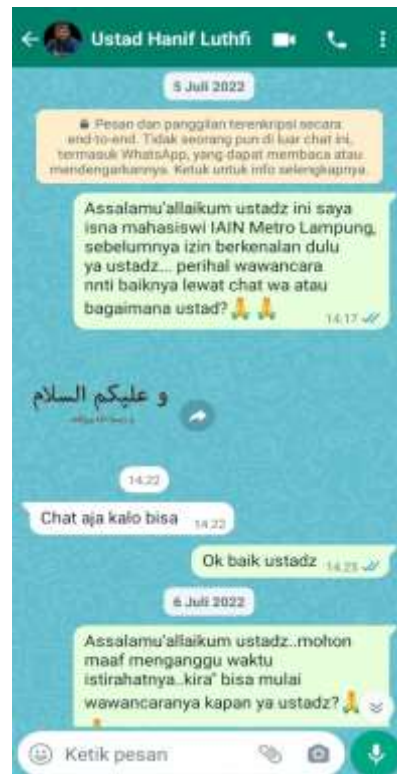 Ustad Hanif Luthfi
5 Juli 2022
Pesan dan panggilan terenkripsi secara
end-to-end. Tidak seorang pun di luar chat ini,
termasuk WhatsApp, yang dapat membaca atau
mendengarkannya. Ketuk untuk info selengkapnya.
Assalamu'allaikum ustadz ini saya
isna mahasiswi IAIN Metro Lampung,
sebelumnya izin berkenalan dulu
ya ustadz... perihal wawancara
nnti baiknya lewat chat wa atau
bagaimana ustad?🙏🙏
14.17
و عليكم السلام
14.22
Chat aja kalo bisa 14.22
Ok baik ustadz 14.25
6 Juli 2022
Assalamu'allaikum ustadz..mohon
maaf menganggu waktu
istirahatnya..kira" bisa mulai
wawancaranya kapan ya ustadz?🙏
Ketik pesan